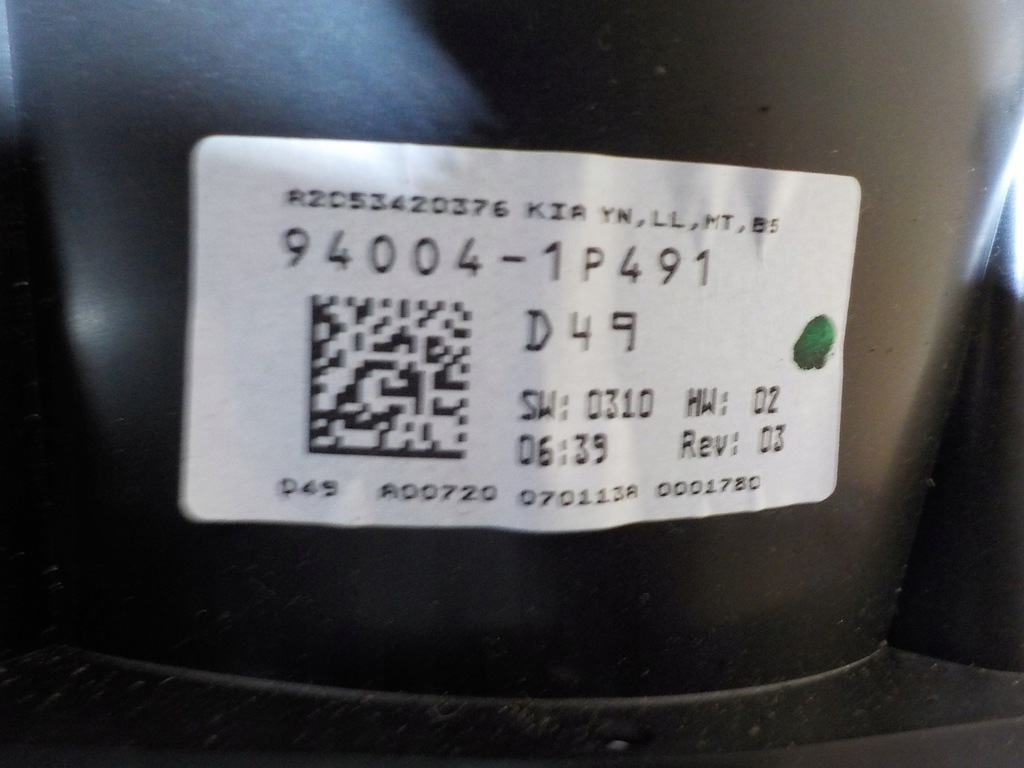 A2C53420376 KIA YN,LL,MT,B5
94004-1P491
D49
SW: 0310 HW: 02
06:39 Rev: 03
D49 A00720 070113A 0001780